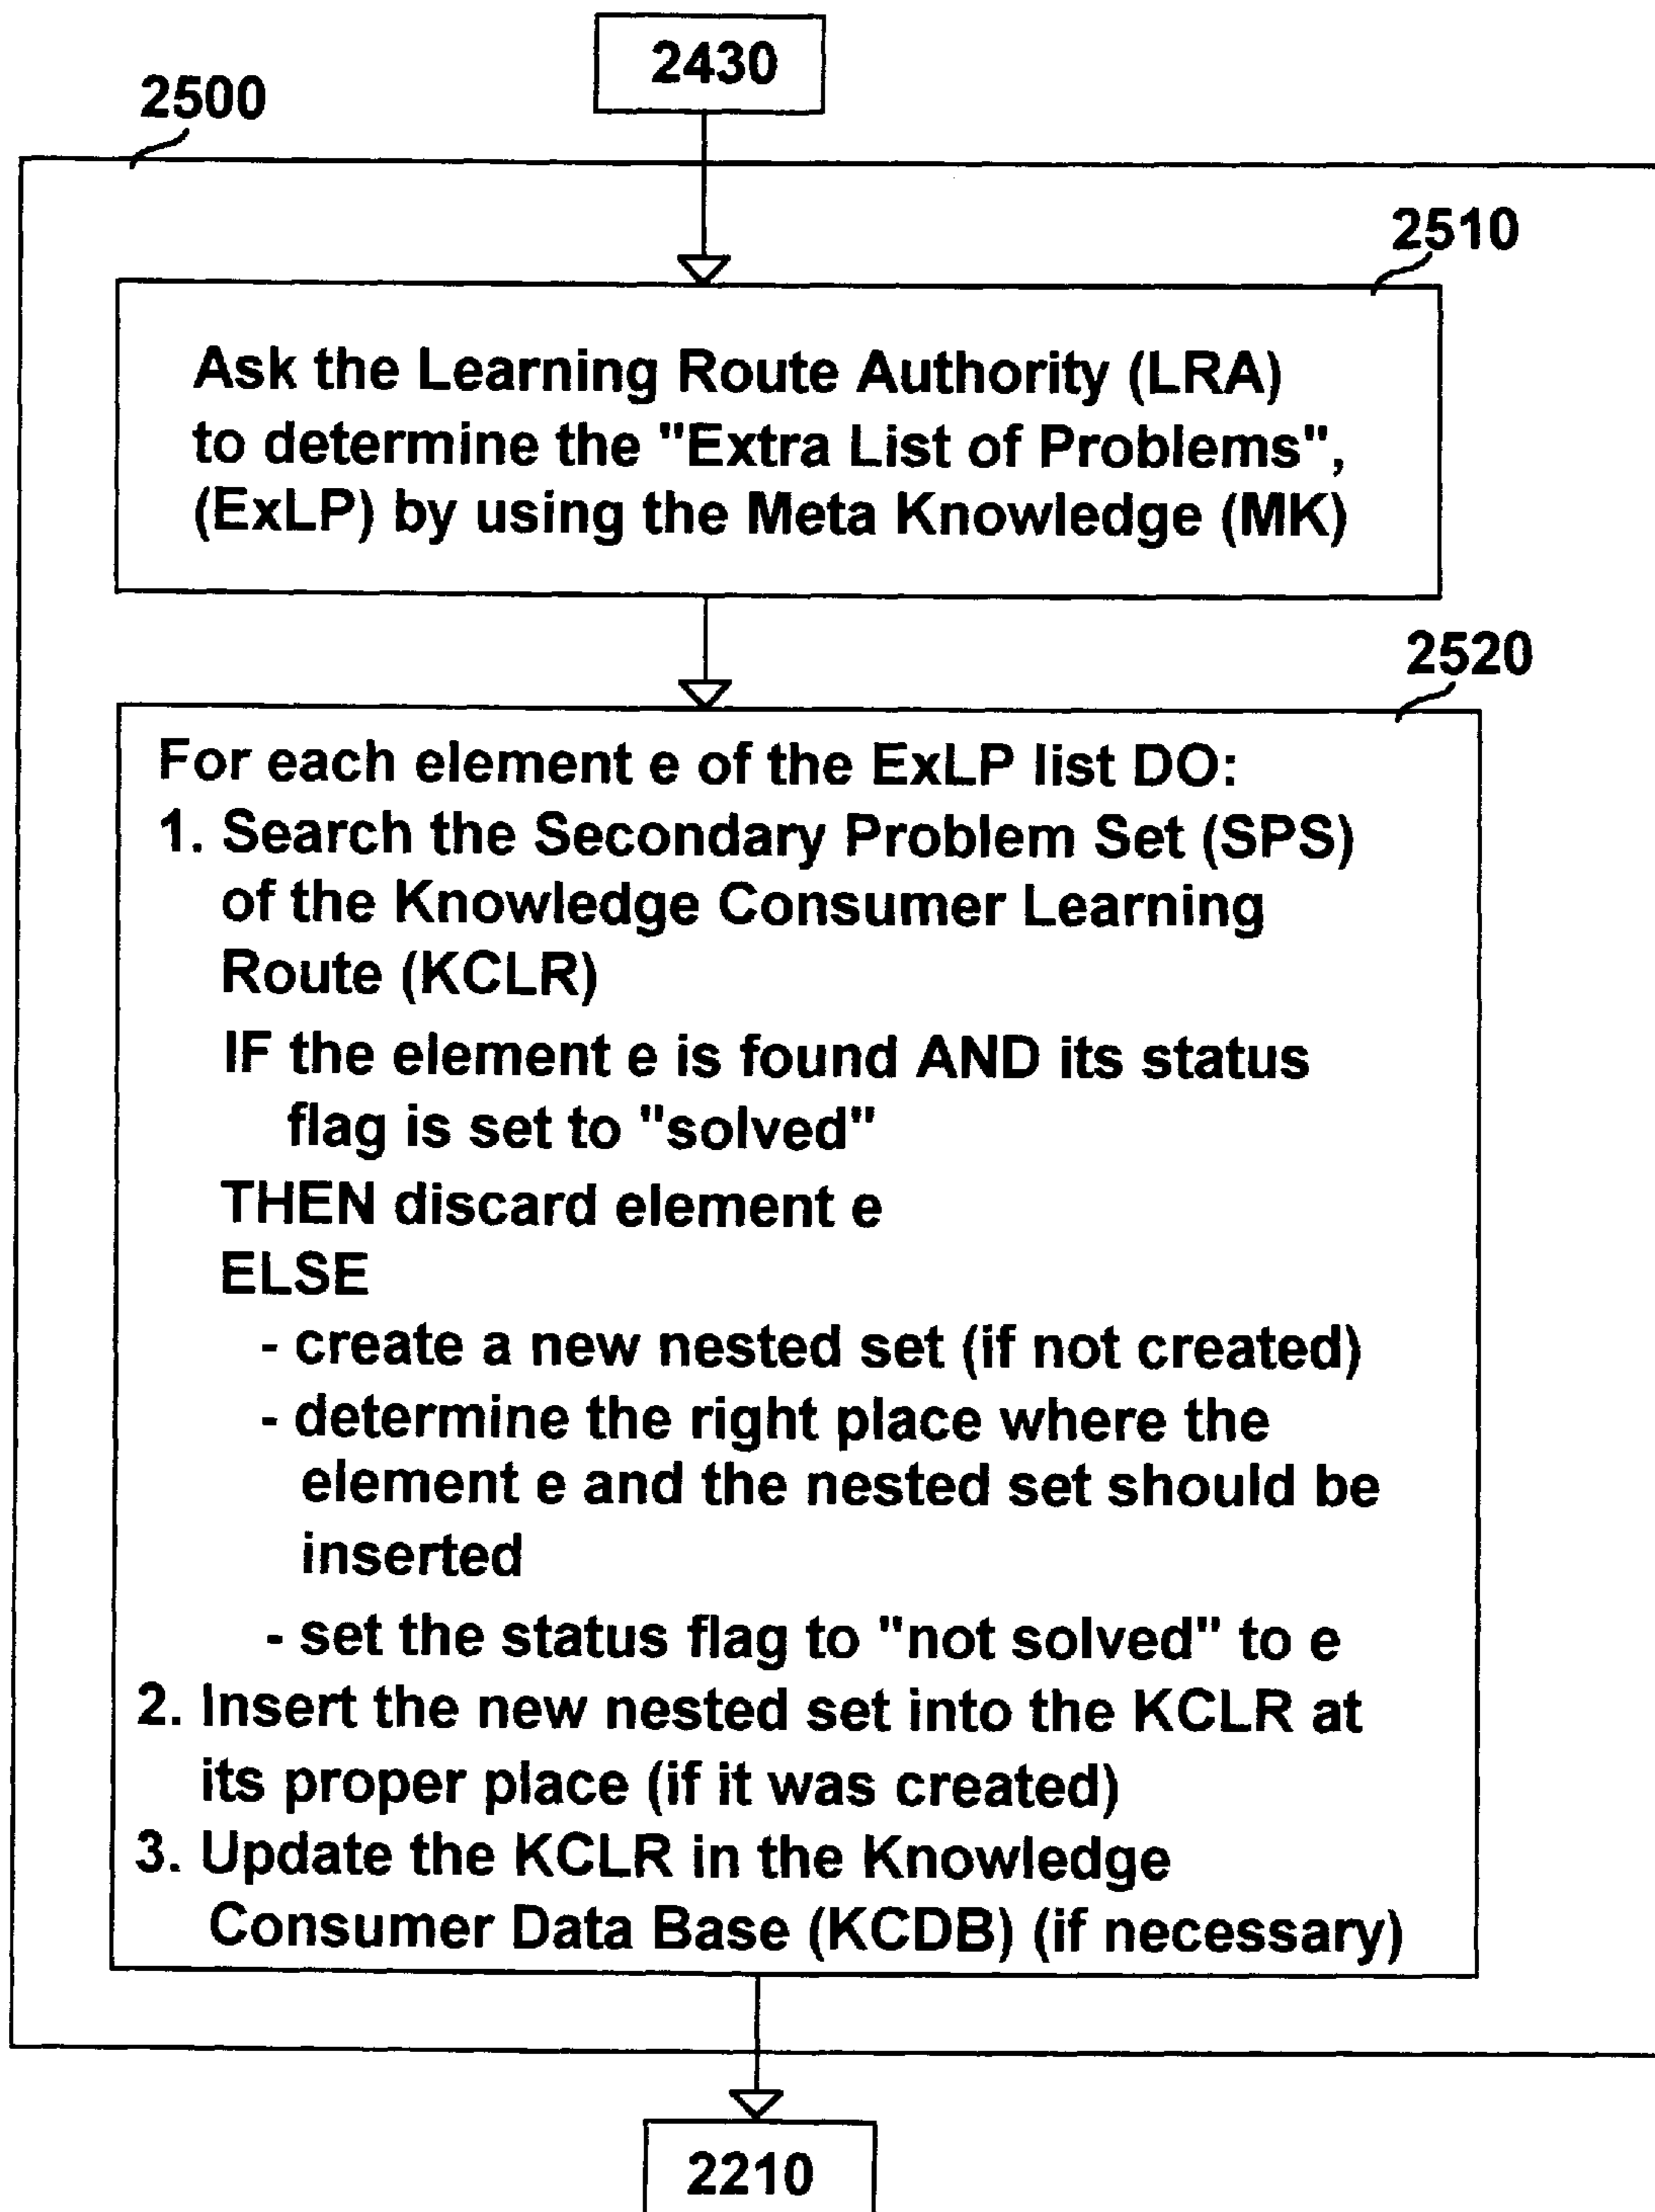 2430
2500
2510
Ask the Learning Route Authority (LRA)
to determine the "Extra List of Problems",
(ExLP) by using the Meta Knowledge (MK)
2520
For each element e of the ExLP list DO:
1. Search the Secondary Problem Set (SPS)
of the Knowledge Consumer Learning
Route (KCLR)
IF the element e is found AND its status
flag is set to "solved"
THEN discard element e
ELSE
- create a new nested set (if not created)
- determine the right place where the
element e and the nested set should be
inserted
- set the status flag to "not solved" to e
2. Insert the new nested set into the KCLR at
its proper place (if it was created)
3. Update the KCLR in the Knowledge
Consumer Data Base (KCDB) (if necessary)
2210